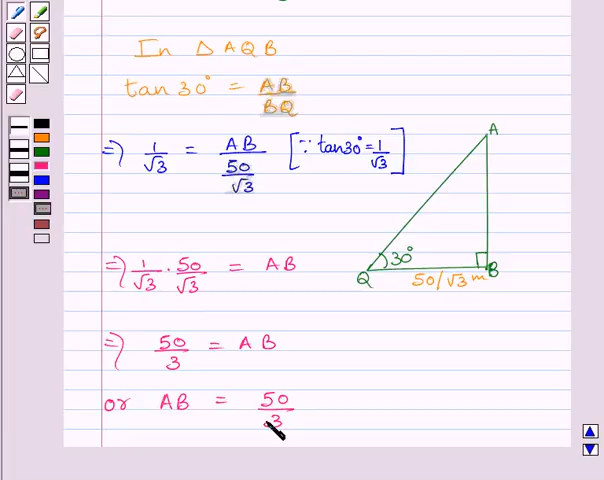 In △ AQB
tan 30° = AB/BQ
⇒ 1/√3 = AB/(50/√3) [∵ tan30° = 1/√3]
A
30°
Q
B
50/√3 m
⇒ 1/√3 . 50/√3 = AB
⇒ 50/3 = AB
or AB = 50/3